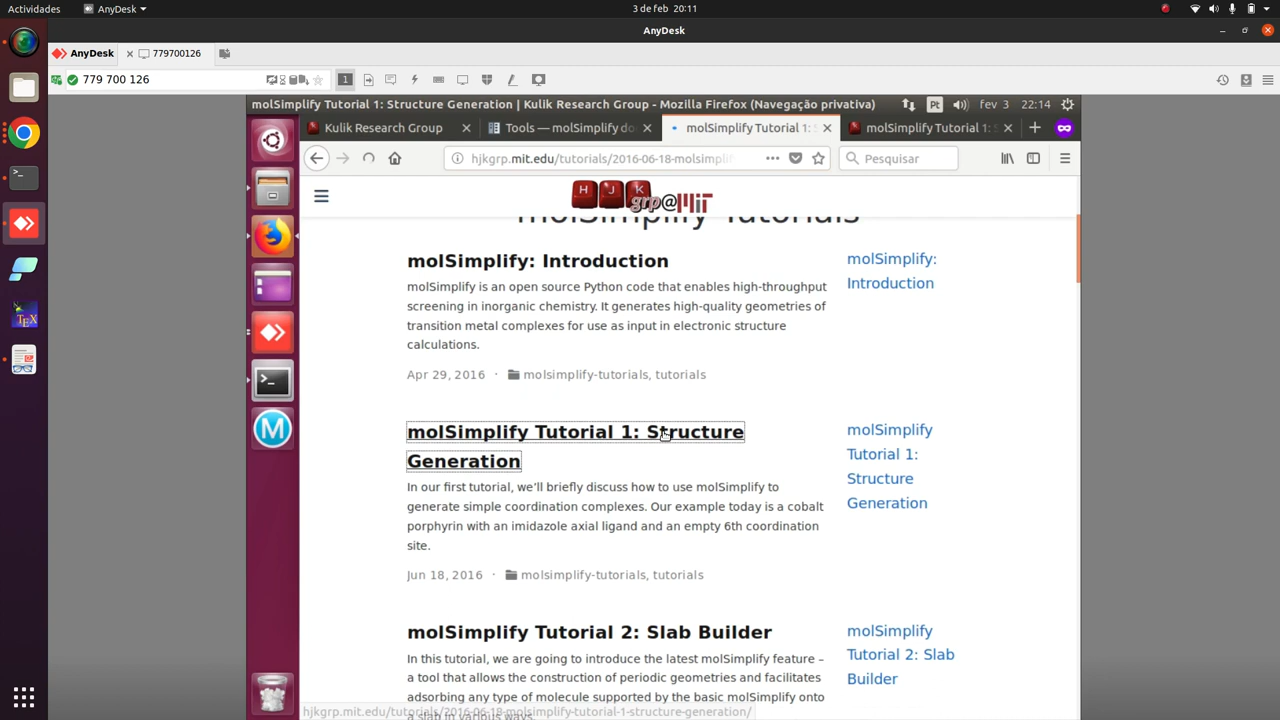 Actividades
AnyDesk
3 de feb 20:11
AnyDesk
AnyDesk
779700126
779 700 126
1
molSimplify Tutorial 1: Structure Generation | Kulik Research Group - Mozilla Firefox (Navegação privativa)
Pt
fev 3
22:14
Kulik Research Group
Tools — molSimplify do
molSimplify Tutorial 1:
molSimplify Tutorial 1:
hjkgrp.mit.edu/tutorials/2016-06-18-molsimpli
Pesquisar
H J K grp@MIT
molSimplify Tutorials
molSimplify: Introduction
molSimplify is an open source Python code that enables high-throughput
screening in inorganic chemistry. It generates high-quality geometries of
transition metal complexes for use as input in electronic structure
calculations.
Apr 29, 2016 · molsimplify-tutorials, tutorials
molSimplify:
Introduction
molSimplify Tutorial 1: Structure
Generation
In our first tutorial, we’ll briefly discuss how to use molSimplify to
generate simple coordination complexes. Our example today is a cobalt
porphyrin with an imidazole axial ligand and an empty 6th coordination
site.
Jun 18, 2016 · molsimplify-tutorials, tutorials
molSimplify
Tutorial 1:
Structure
Generation
molSimplify Tutorial 2: Slab Builder
In this tutorial, we are going to introduce the latest molSimplify feature –
a tool that allows the construction of periodic geometries and facilitates
adsorbing any type of molecule supported by the basic molSimplify onto
a slab in various ways.
molSimplify
Tutorial 2: Slab
Builder
hjkgrp.mit.edu/tutorials/2016-06-18-molsimplify-tutorial-1-structure-generation/
M
TEX